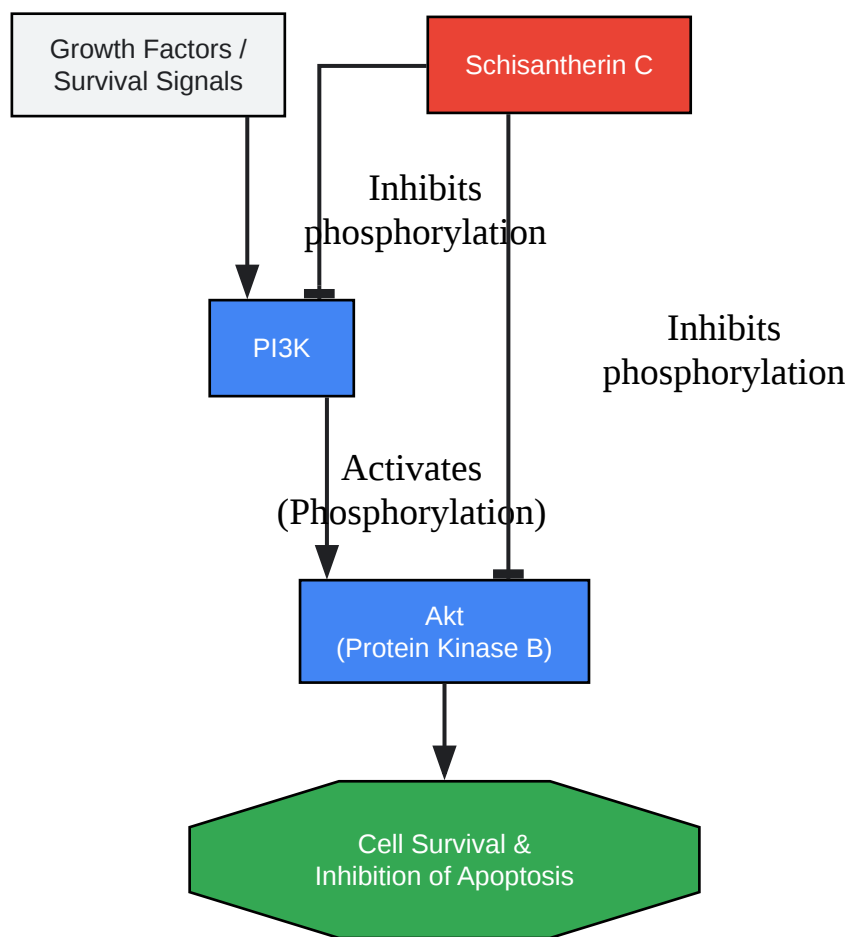 Growth Factors /
Survival Signals
Schisantherin C
Inhibits
phosphorylation
Inhibits
phosphorylation
PI3K
Activates
(Phosphorylation)
Akt
(Protein Kinase B)
Cell Survival &
Inhibition of Apoptosis